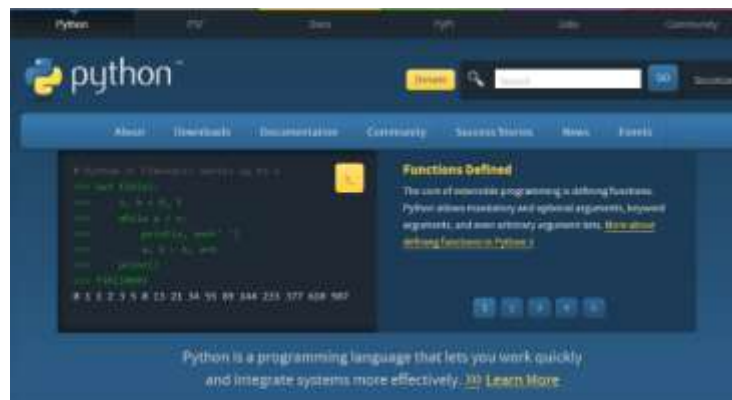 Python PSF Docs PyPI Jobs Community
python
Donate Search GO Socialize
About Downloads Documentation Community Success Stories News Events
# Python 3: Fibonacci series up to n
>>> def fib(n):
>>> a, b = 0, 1
>>> while a < n:
>>> print(a, end=' ')
>>> a, b = b, a+b
>>> print()
>>> fib(1000)
0 1 1 2 3 5 8 13 21 34 55 89 144 233 377 610 987
>_
Functions Defined
The core of extensible programming is defining functions.
Python allows mandatory and optional arguments, keyword
arguments, and even arbitrary argument lists. More about
defining functions in Python 3
1 2 3 4 5
Python is a programming language that lets you work quickly
and integrate systems more effectively. >>> Learn More